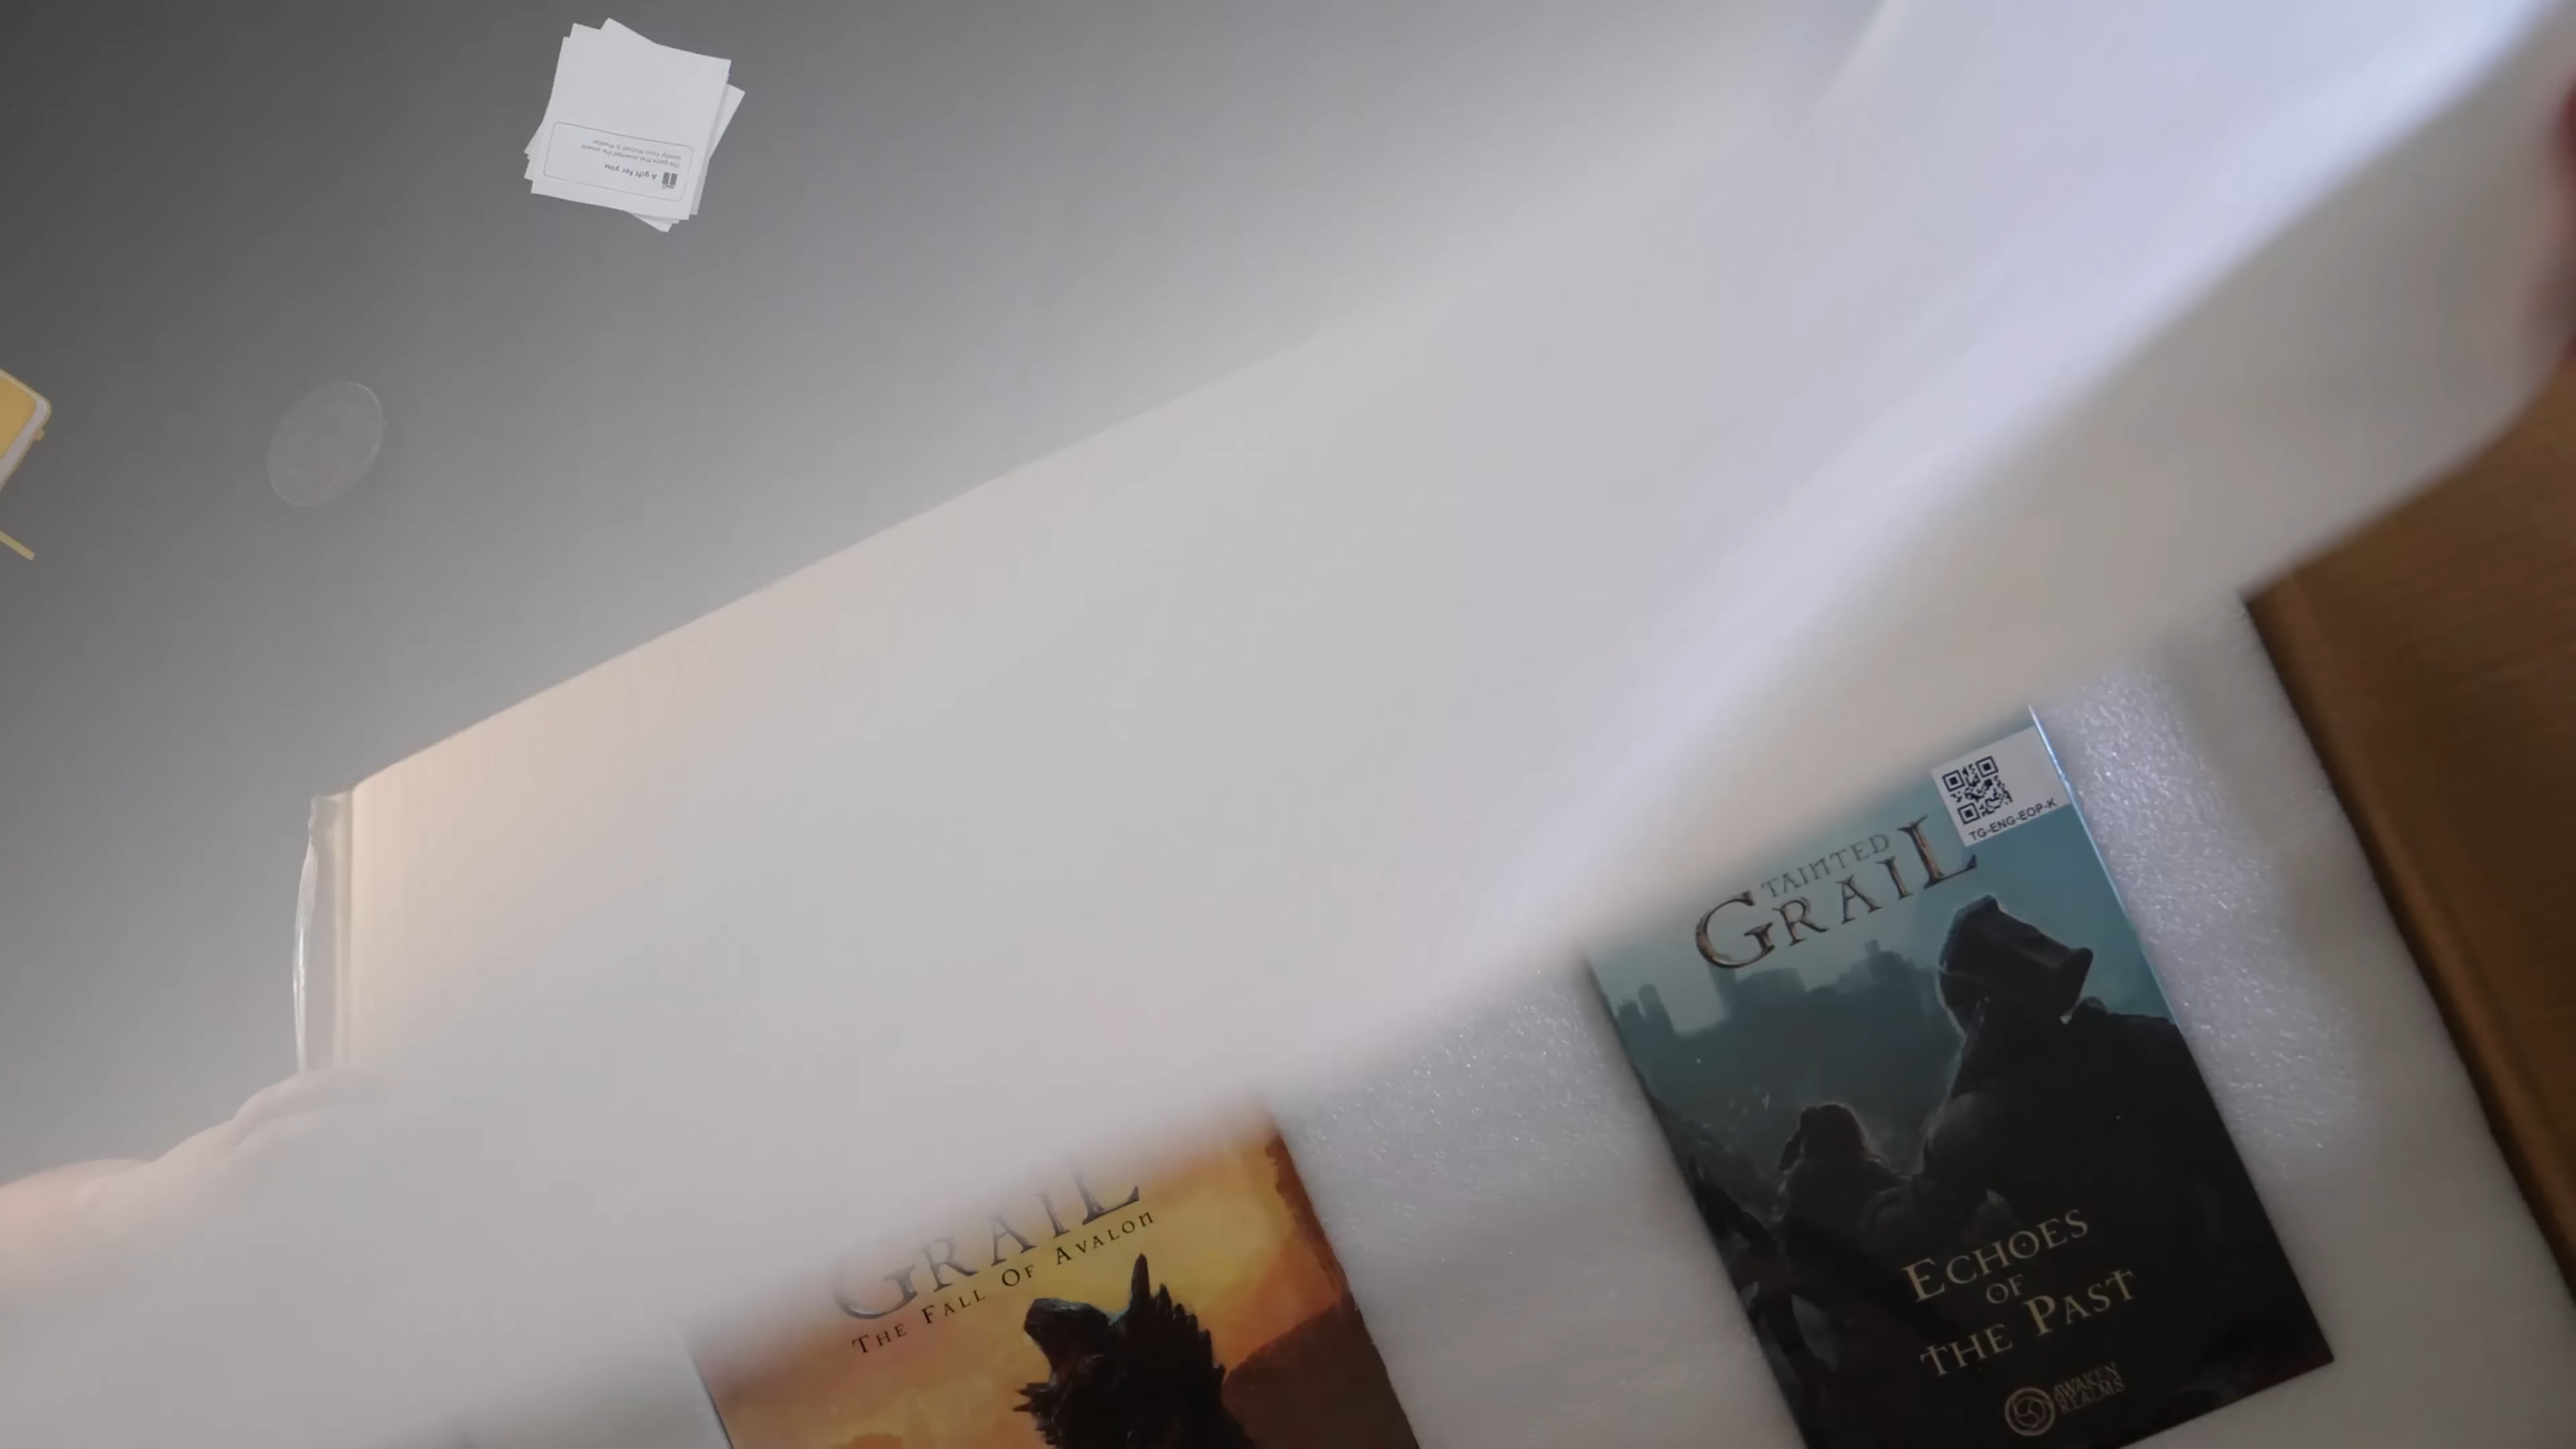 A gift for you
TG-ENG-EOP-K
TAINTED
GRAIL
ECHOES
OF
THE PAST
AWAKEN
REALMS
GRAIL
THE FALL OF AVALON